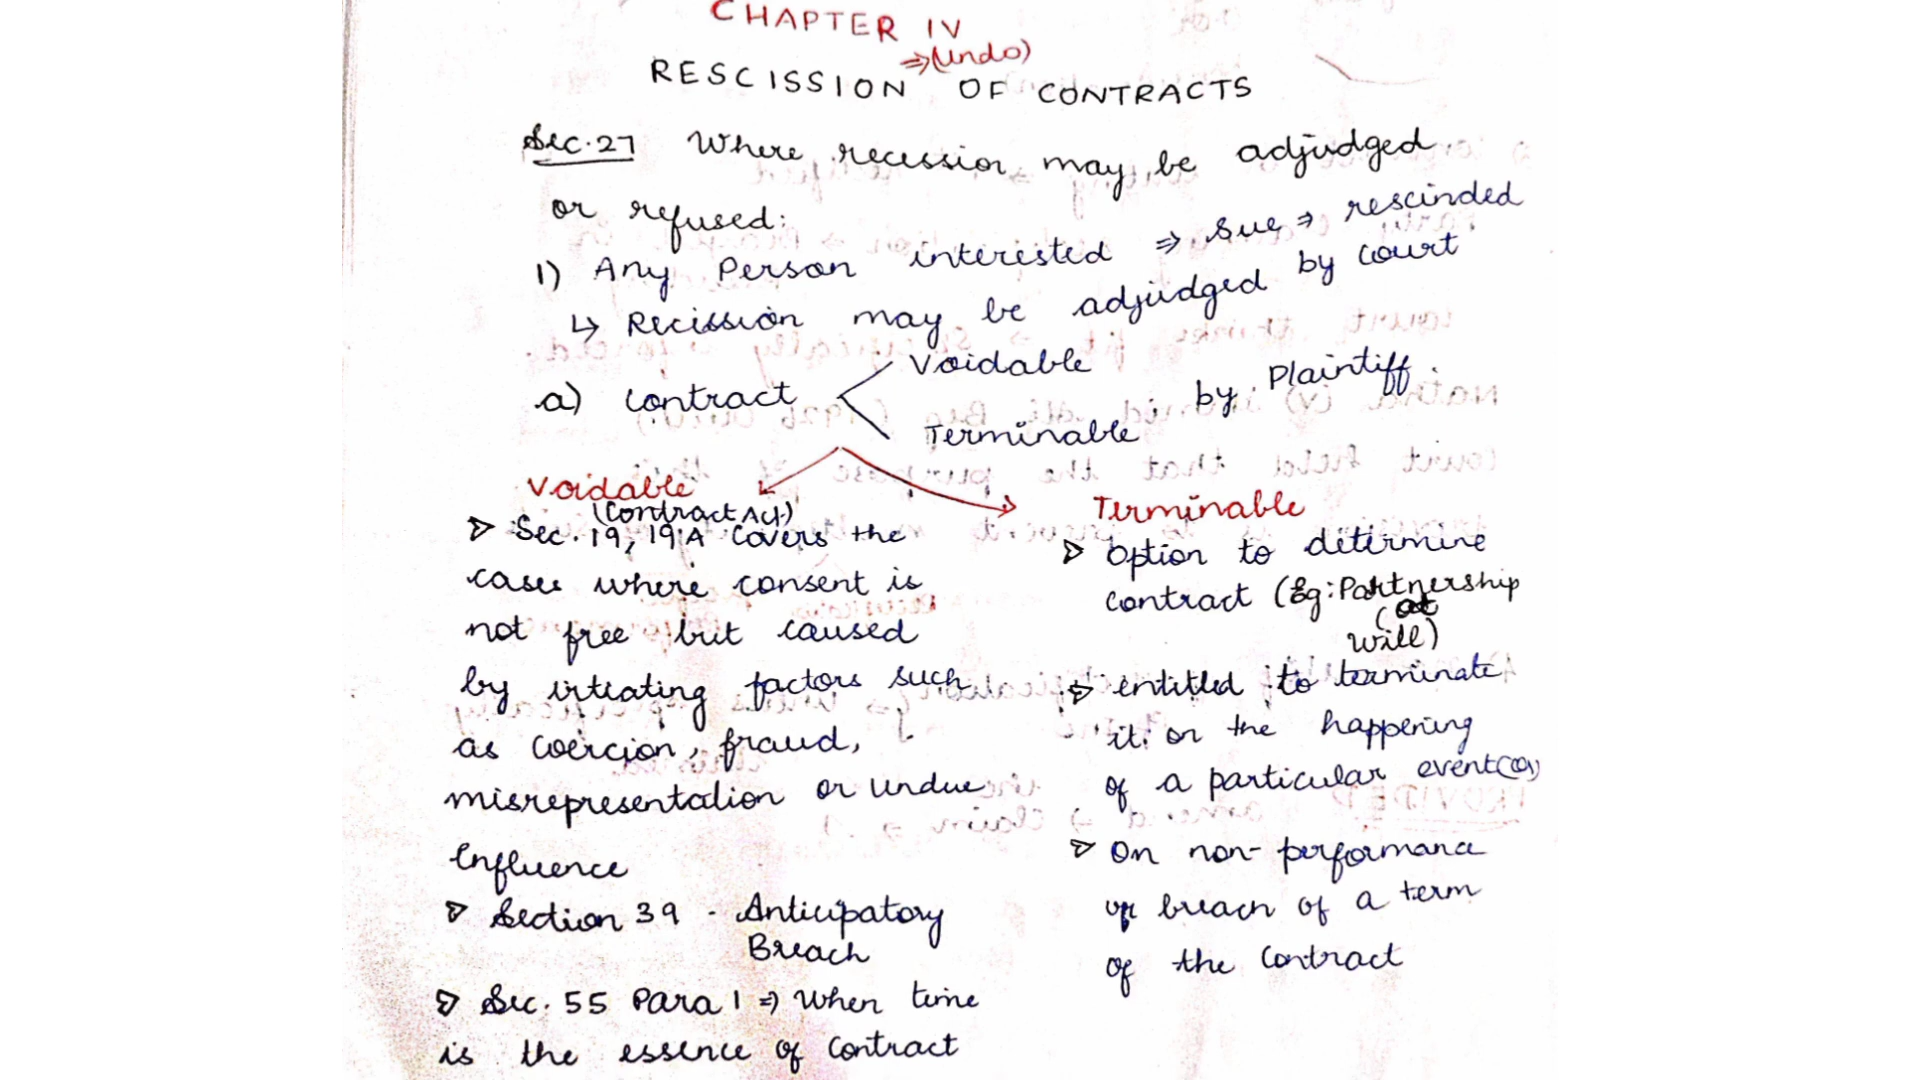 CHAPTER IV
⇒(Undo)
RESCISSION OF CONTRACTS
Sec.27 Where recession may be adjudged
or refused:
1) Any Person interested ⇒ sue ⇒ rescinded
↳ Recission may be adjudged by court
a) Contract
Voidable
Terminable
by Plaintiff.
Voidable
(Contract Act)
▷ Sec. 19, 19A covers the
cases where consent is
not free but caused
by vitiating factors such
as coercion, fraud,
misrepresentation or undue
Influence
▷ Section 39 - Anticipatory
Breach
▷ Sec. 55 Para 1 ⇒ when time
is the essence of contract
Terminable
▷ Option to determine
contract (Eg: Partnership
(at
will)
▷ entitled to terminate
it on the happening
of a particular event (or)
▷ On non-performance
or breach of a term
of the contract